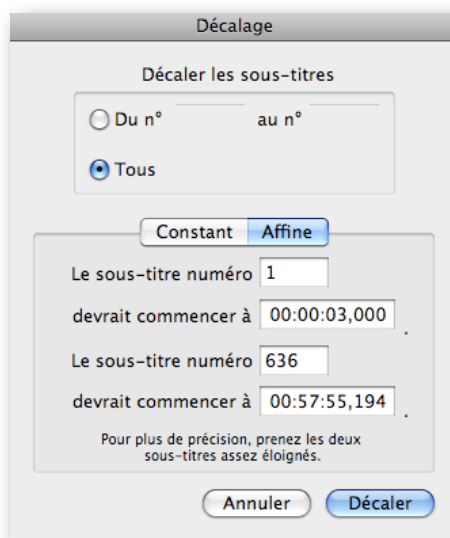 Décalage
Décaler les sous-titres
Du n° au n°
Tous
Constant Affine
Le sous-titre numéro 1
devrait commencer à 00:00:03,000 .
Le sous-titre numéro 636
devrait commencer à 00:57:55,194 .
Pour plus de précision, prenez les deux
sous-titres assez éloignés.
Annuler Décaler